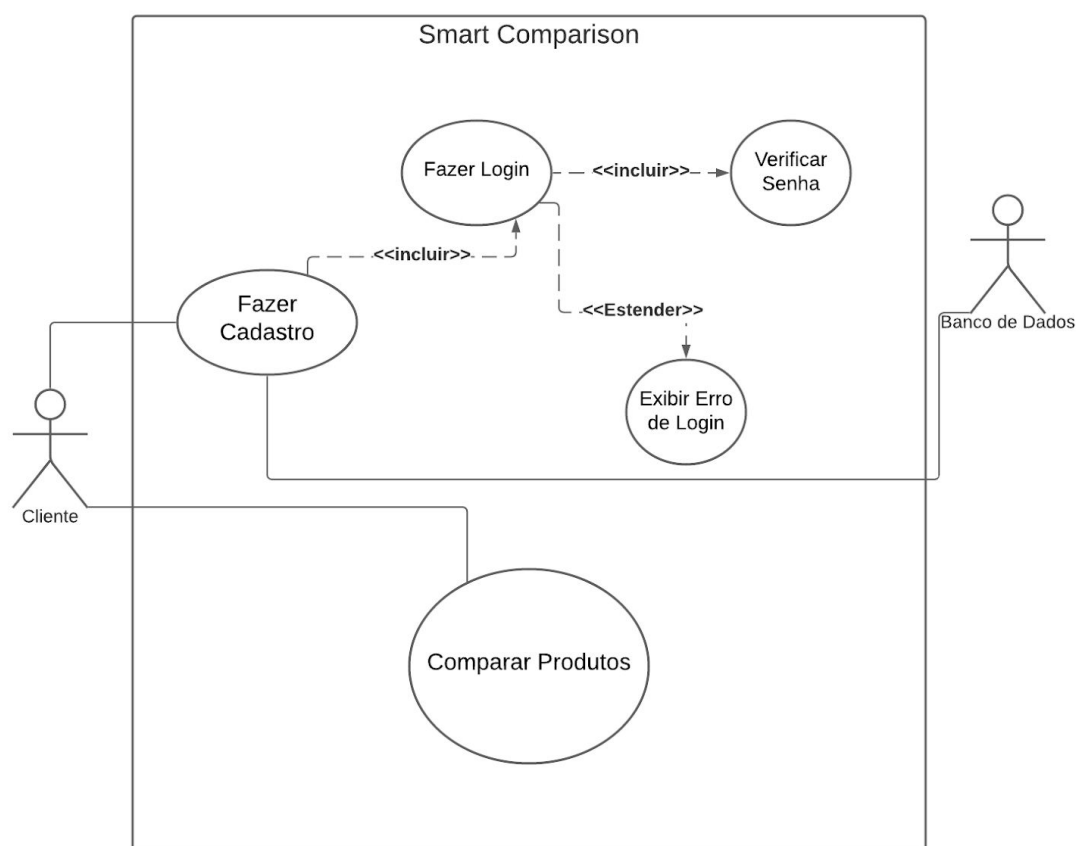 Smart Comparison
Fazer Login
<<incluir>>
Verificar
Senha
<<incluir>>
Fazer
Cadastro
<<Estender>>
Banco de Dados
Exibir Erro
de Login
Cliente
Comparar Produtos